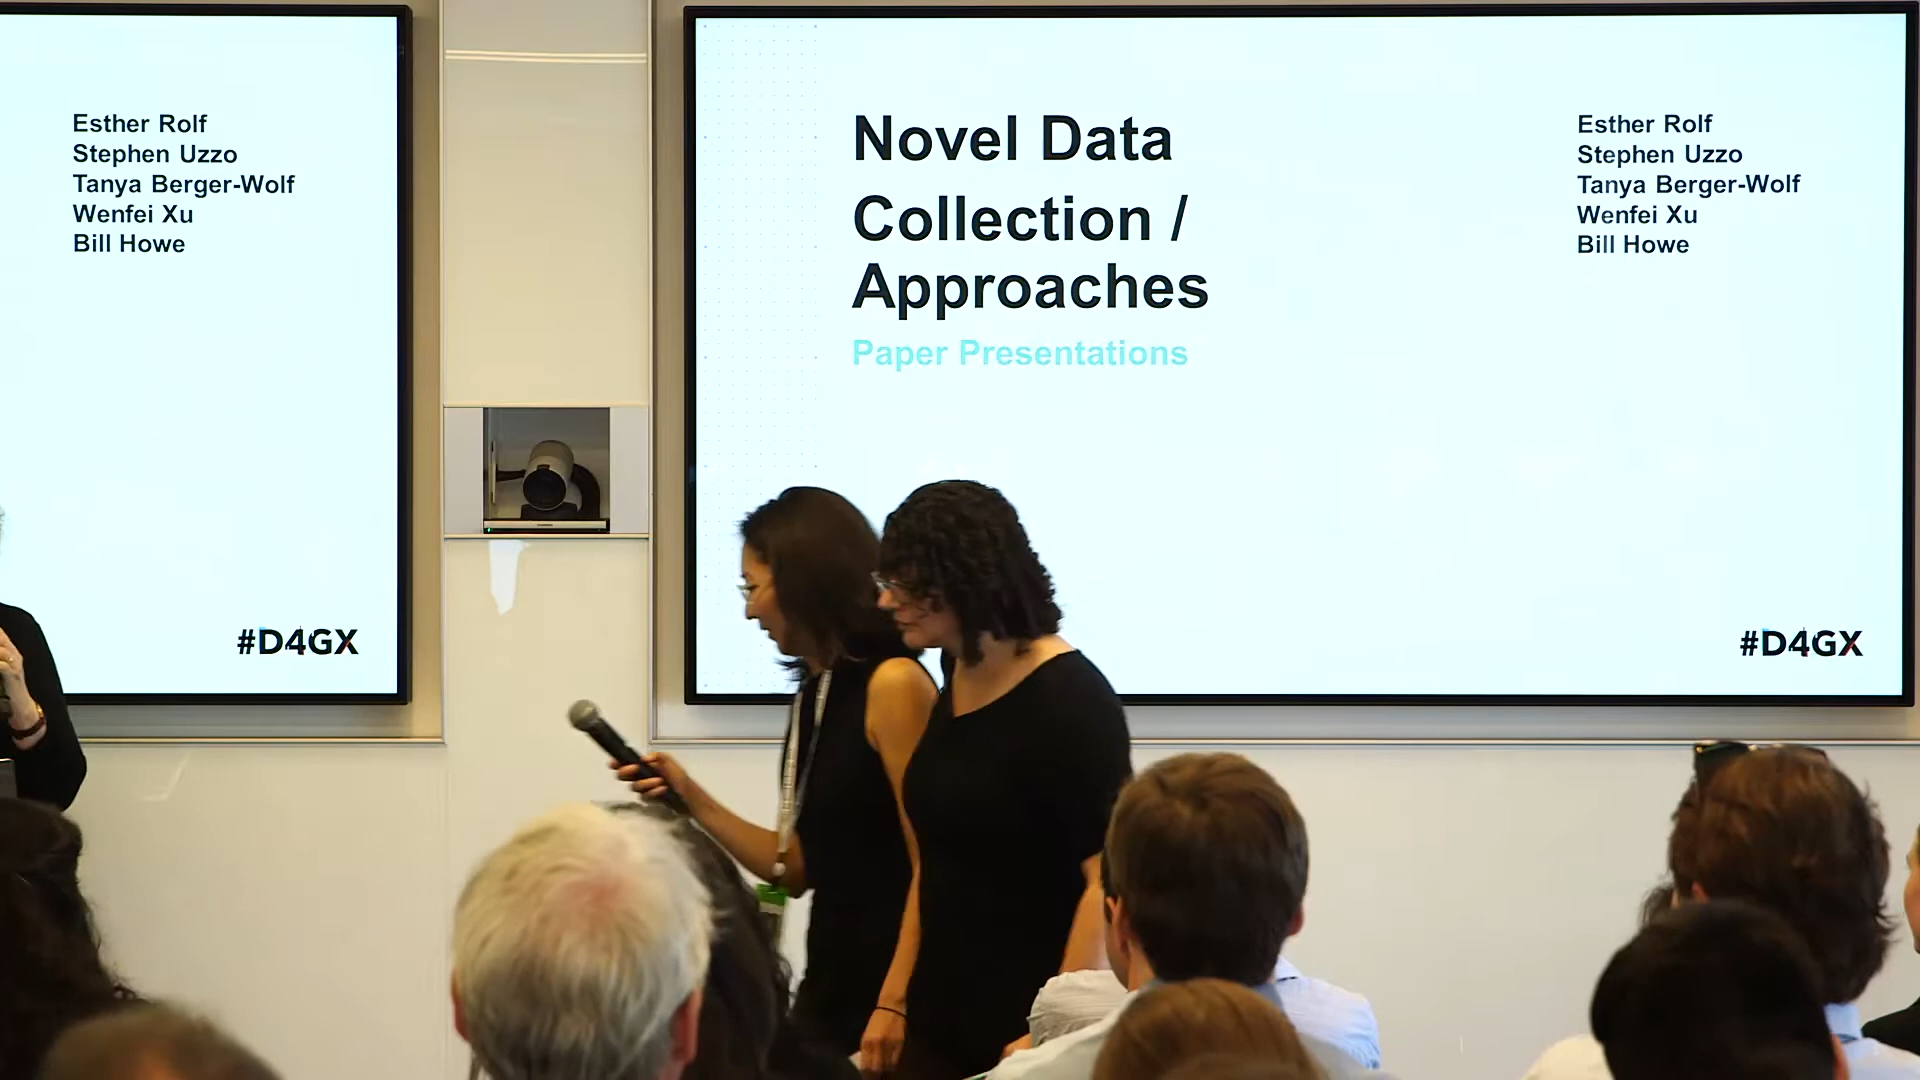 Esther Rolf
Stephen Uzzo
Tanya Berger-Wolf
Wenfei Xu
Bill Howe
#D4GX
Novel Data
Collection /
Approaches
Paper Presentations
Esther Rolf
Stephen Uzzo
Tanya Berger-Wolf
Wenfei Xu
Bill Howe
#D4GX